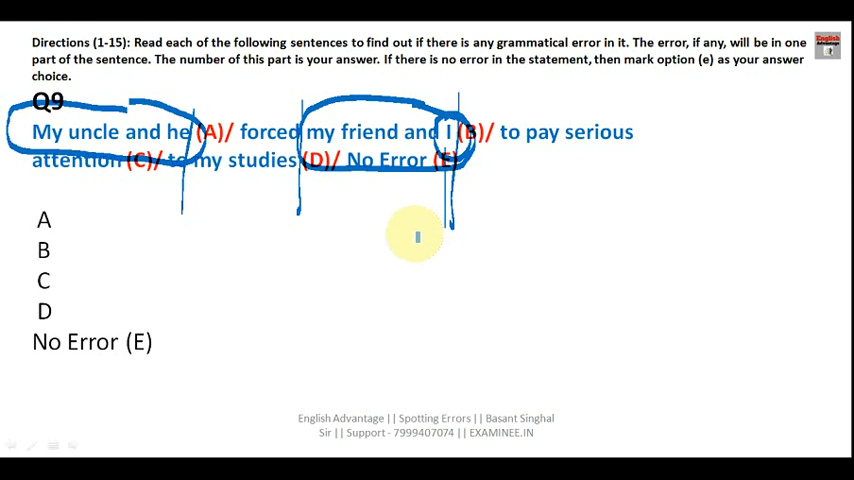 Directions (1-15): Read each of the following sentences to find out if there is any grammatical error in it. The error, if any, will be in one
English
Advantage
part of the sentence. The number of this part is your answer. If there is no error in the statement, then mark option (e) as your answer
choice.
Q9
My uncle and he (A)/ forced my friend and I (B)/ to pay serious
attention (C)/ to my studies (D)/ No Error (E)
A
B
C
D
No Error (E)
English Advantage || Spotting Errors || Basant Singhal
Sir || Support - 7999407074 || EXAMINEE.IN